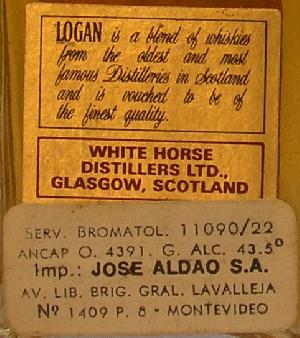 LOGAN is a blend of whiskies
from the oldest and most
famous Distilleries in Scotland
and is vouched to be of
the finest quality.
WHITE HORSE
DISTILLERS LTD.,
GLASGOW, SCOTLAND
SERV. BROMATOL. 11090/22
ANCAP O. 4391. G. ALC. 43.5°
Imp.: JOSE ALDAO S.A.
AV. LIB. BRIG. GRAL. LAVALLEJA
Nº 1409 P. 8 - MONTEVIDEO